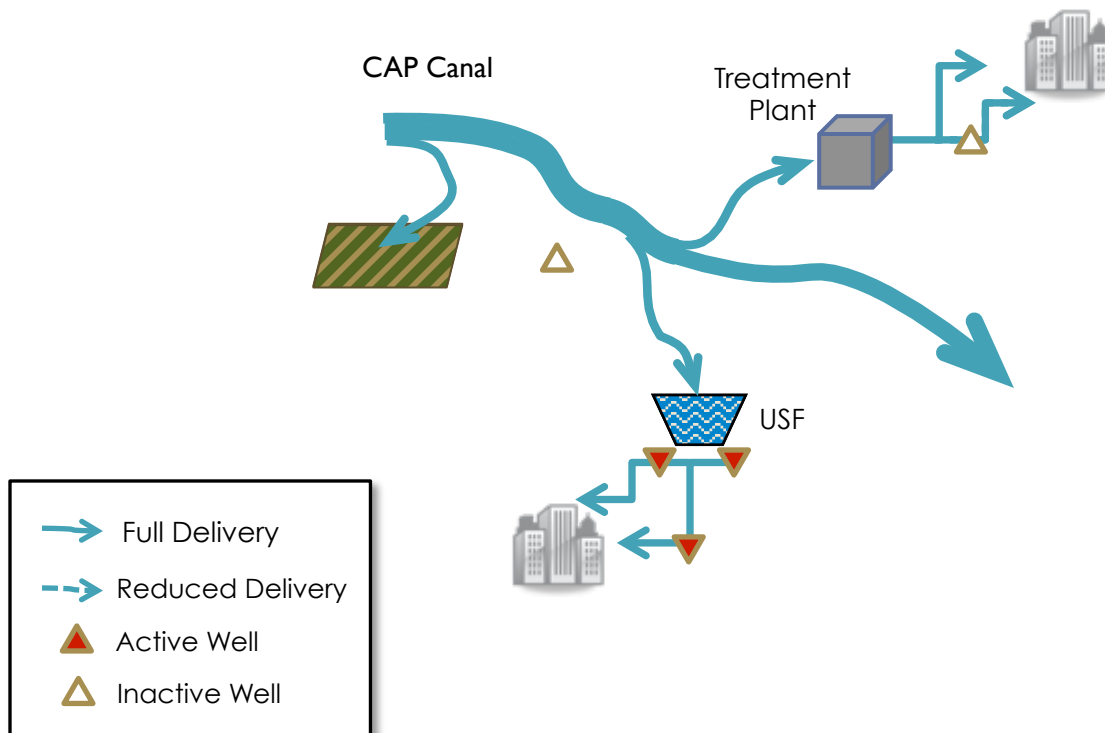 CAP Canal
Treatment
Plant
USF
Full Delivery
Reduced Delivery
Active Well
Inactive Well